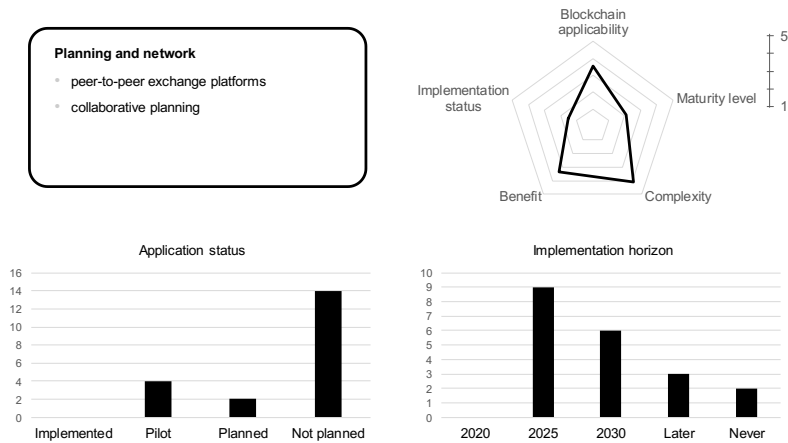 Planning and network
peer-to-peer exchange platforms
collaborative planning
Blockchain
applicability
5
1
Implementation
status
Maturity level
Benefit
Complexity
Application status
16
14
12
10
8
6
4
2
0
Implemented Pilot Planned Not planned
Implementation horizon
10
9
8
7
6
5
4
3
2
1
0
2020 2025 2030 Later Never